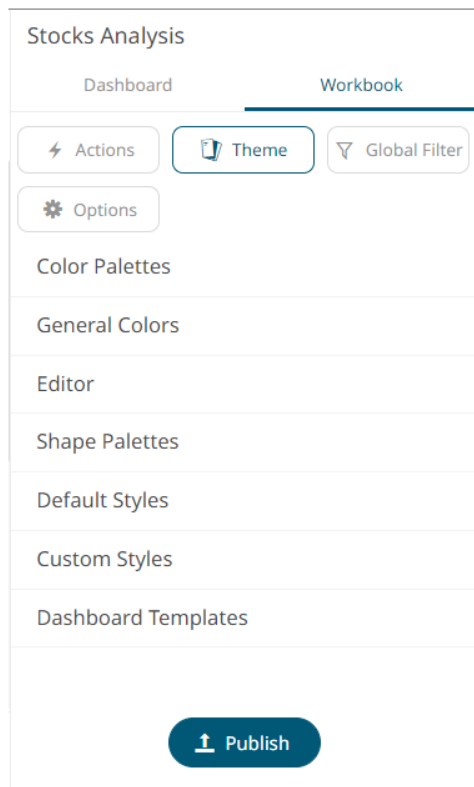 Stocks Analysis
Dashboard Workbook
Actions Theme Global Filter
Options
Color Palettes
General Colors
Editor
Shape Palettes
Default Styles
Custom Styles
Dashboard Templates
Publish